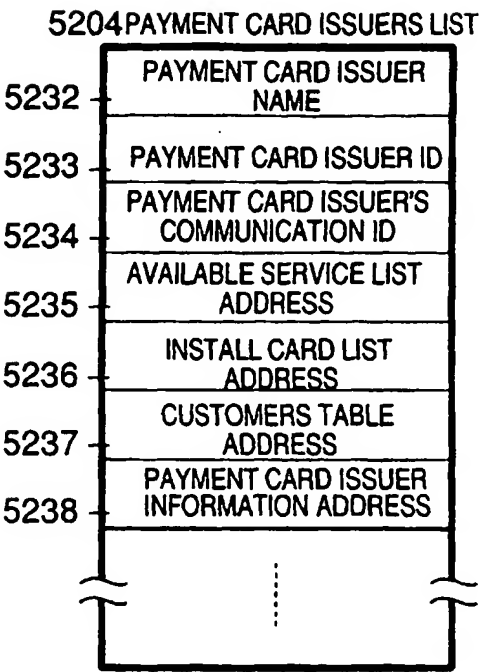 5204 PAYMENT CARD ISSUERS LIST
5232 PAYMENT CARD ISSUER
NAME
5233 PAYMENT CARD ISSUER ID
PAYMENT CARD ISSUER'S
5234 COMMUNICATION ID
AVAILABLE SERVICE LIST
5235 ADDRESS
INSTALL CARD LIST
5236 ADDRESS
CUSTOMERS TABLE
5237 ADDRESS
PAYMENT CARD ISSUER
5238 INFORMATION ADDRESS